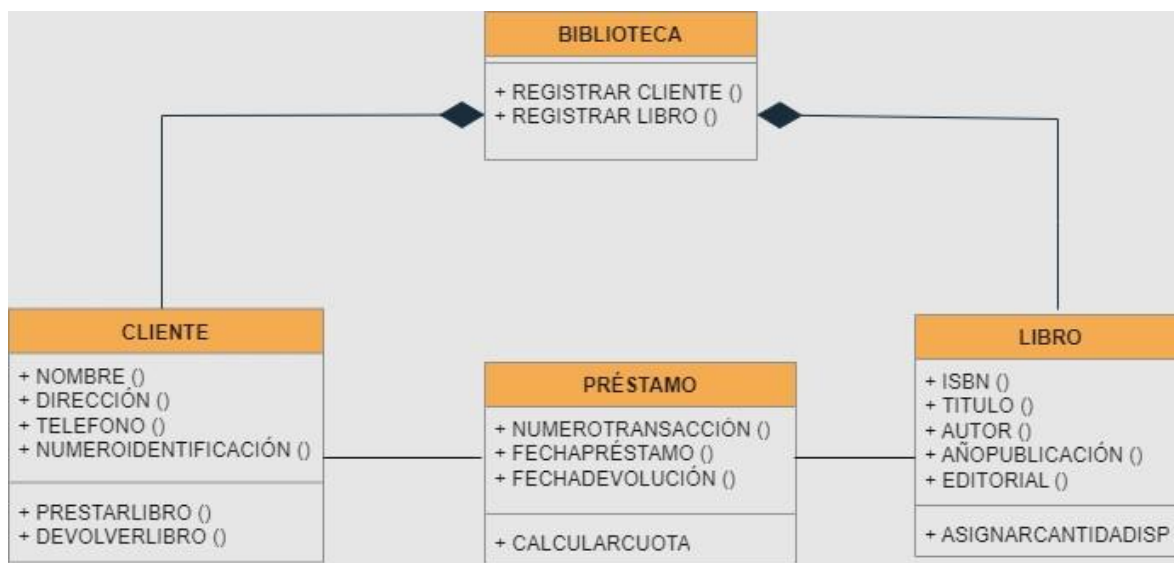 BIBLIOTECA
+ REGISTRAR CLIENTE ()
+ REGISTRAR LIBRO ()
CLIENTE
+ NOMBRE ()
+ DIRECCIÓN ()
+ TELEFONO ()
+ NUMEROIDENTIFICACIÓN ()
+ PRESTARLIBRO ()
+ DEVOLVERLIBRO ()
PRÉSTAMO
+ NUMEROTRANSACCIÓN ()
+ FECHAPRÉSTAMO ()
+ FECHADEVOLUCIÓN ()
+ CALCULARCUOTA
LIBRO
+ ISBN ()
+ TITULO ()
+ AUTOR ()
+ AÑOPUBLICACIÓN ()
+ EDITORIAL ()
+ ASIGNARCANTIDADISP